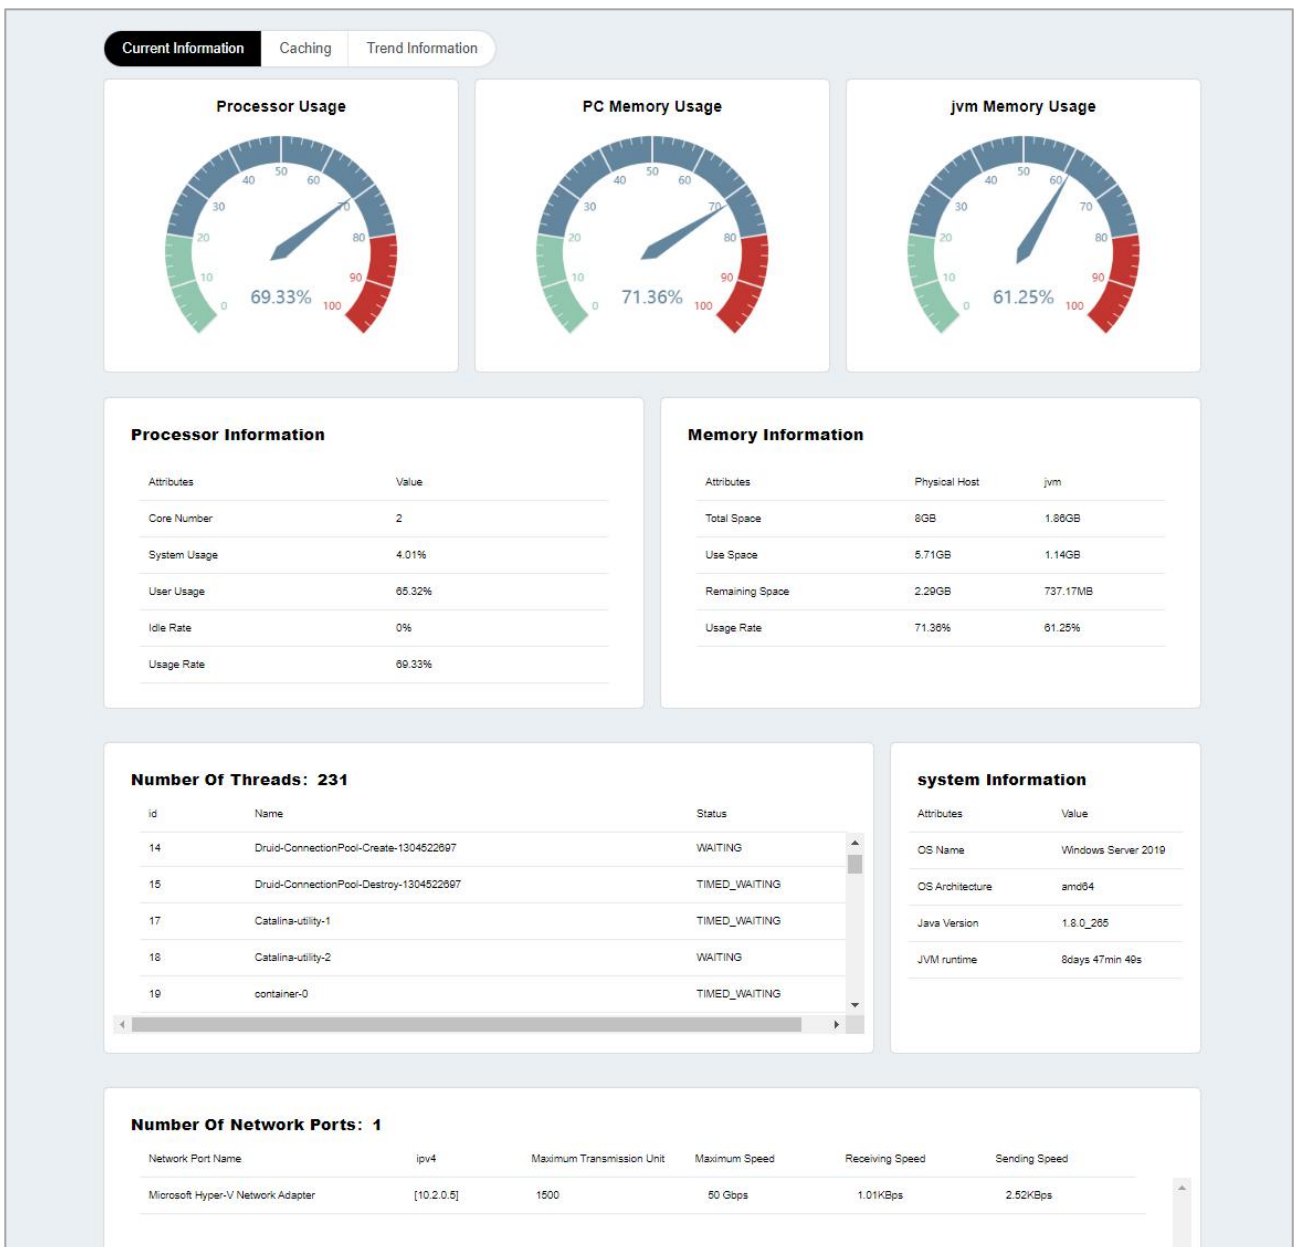 Current Information Caching Trend Information
Processor Usage PC Memory Usage jvm Memory Usage
0 10 20 30 40 50 60 70 80 90 100
69.33%
0 10 20 30 40 50 60 70 80 90 100
71.36%
0 10 20 30 40 50 60 70 80 90 100
61.25%
Processor Information
Attributes Value
Core Number 2
System Usage 4.01%
User Usage 65.32%
Idle Rate 0%
Usage Rate 69.33%
Memory Information
Attributes Physical Host jvm
Total Space 8GB 1.86GB
Use Space 5.71GB 1.14GB
Remaining Space 2.29GB 737.17MB
Usage Rate 71.36% 61.25%
Number Of Threads: 231
id Name Status
14 Druid-ConnectionPool-Create-1304522697 WAITING
15 Druid-ConnectionPool-Destroy-1304522697 TIMED_WAITING
17 Catalina-utility-1 TIMED_WAITING
18 Catalina-utility-2 WAITING
19 container-0 TIMED_WAITING
system Information
Attributes Value
OS Name Windows Server 2019
OS Architecture amd64
Java Version 1.8.0_265
JVM runtime 8days 47min 49s
Number Of Network Ports: 1
Network Port Name ipv4 Maximum Transmission Unit Maximum Speed Receiving Speed Sending Speed
Microsoft Hyper-V Network Adapter [10.2.0.5] 1500 50 Gbps 1.01KBps 2.52KBps